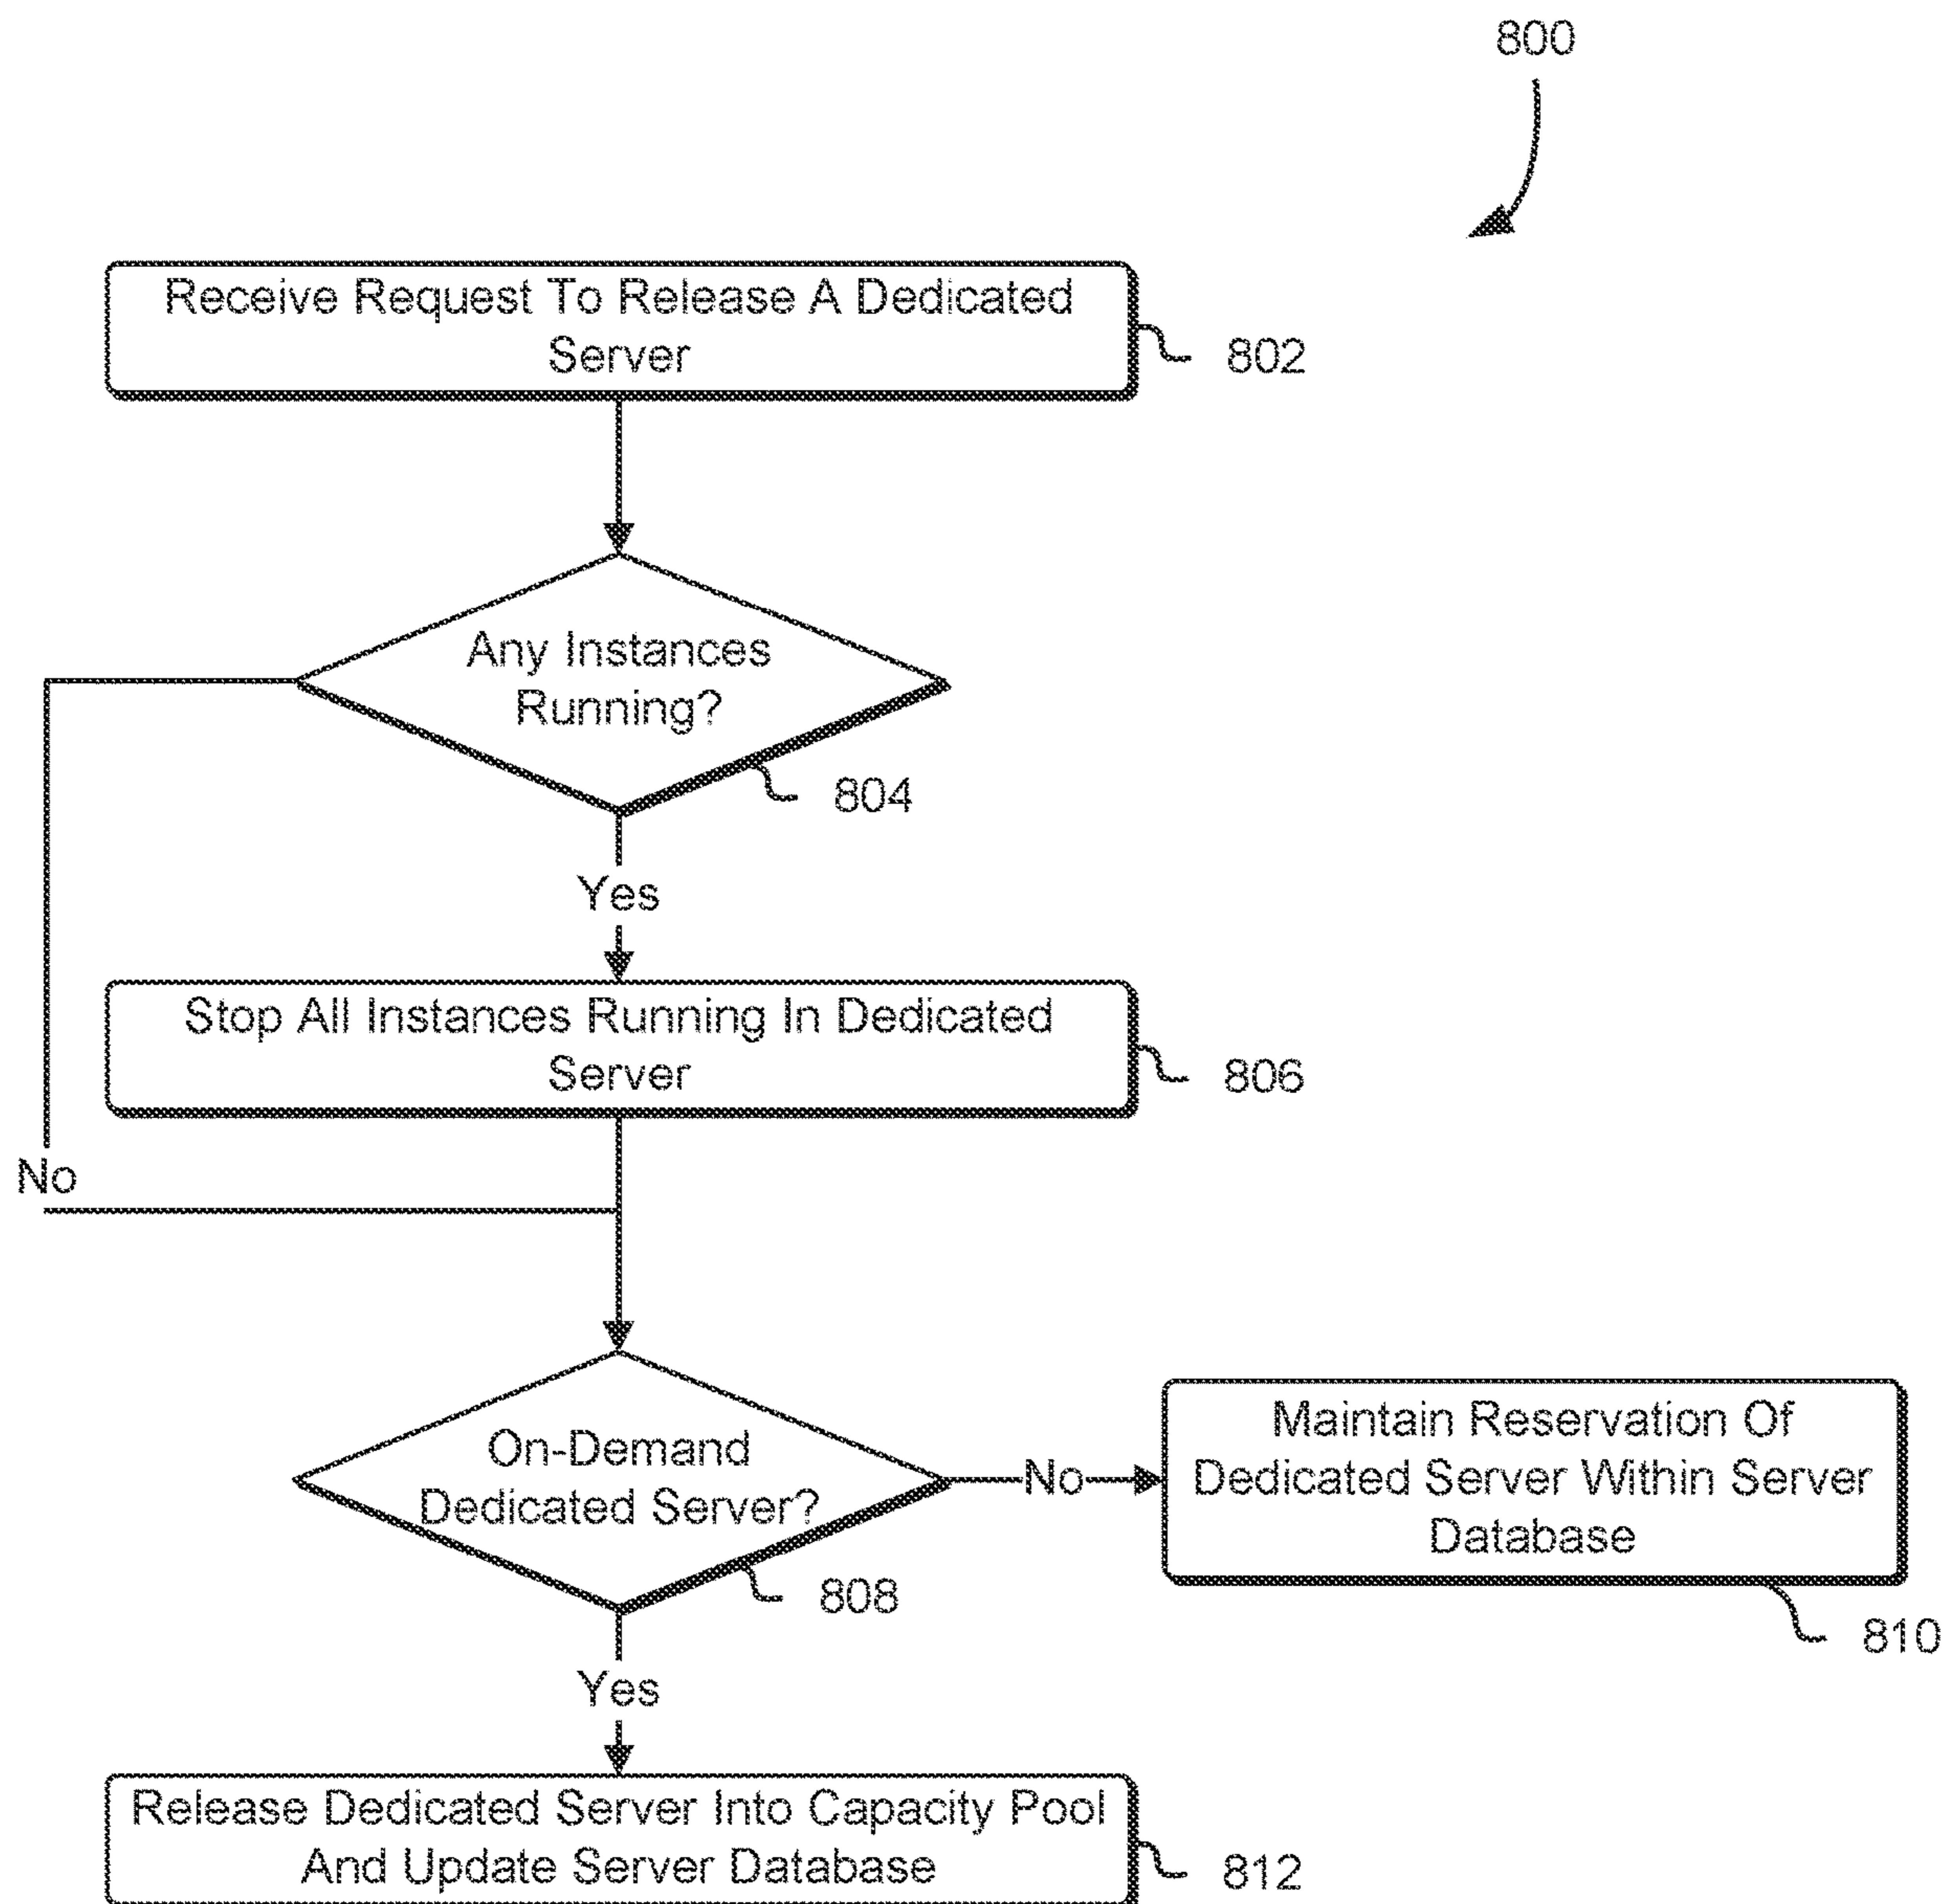 800
Receive Request To Release A Dedicated
Server
802
Any Instances
Running?
804
Yes
Stop All Instances Running In Dedicated
Server
806
No
On-Demand
Dedicated Server?
808
No
Maintain Reservation Of
Dedicated Server Within Server
Database
810
Yes
Release Dedicated Server Into Capacity Pool
And Update Server Database
812